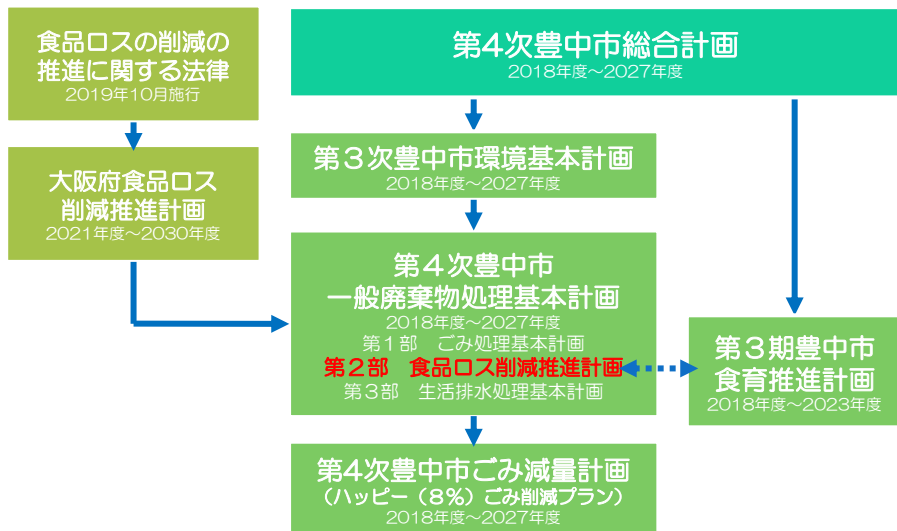 食品ロスの削減の
推進に関する法律
2019年10月施行
大阪府食品ロス
削減推進計画
2021年度～2030年度
第4次豊中市総合計画
2018年度～2027年度
第３次豊中市環境基本計画
2018年度～2027年度
第４次豊中市
一般廃棄物処理基本計画
2018年度～2027年度
第１部　ごみ処理基本計画
第２部　食品ロス削減推進計画
第３部　生活排水処理基本計画
第３期豊中市
食育推進計画
2018年度～2023年度
第4次豊中市ごみ減量計画
（ハッピー（８％）ごみ削減プラン）
2018年度～2027年度